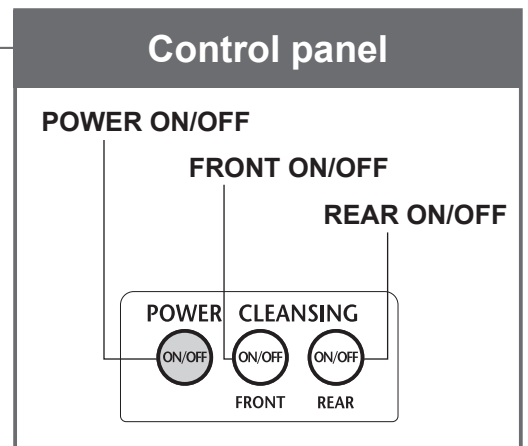 Control panel
POWER ON/OFF
FRONT ON/OFF
REAR ON/OFF
POWER CLEANSING
ON/OFF ON/OFF ON/OFF
FRONT REAR